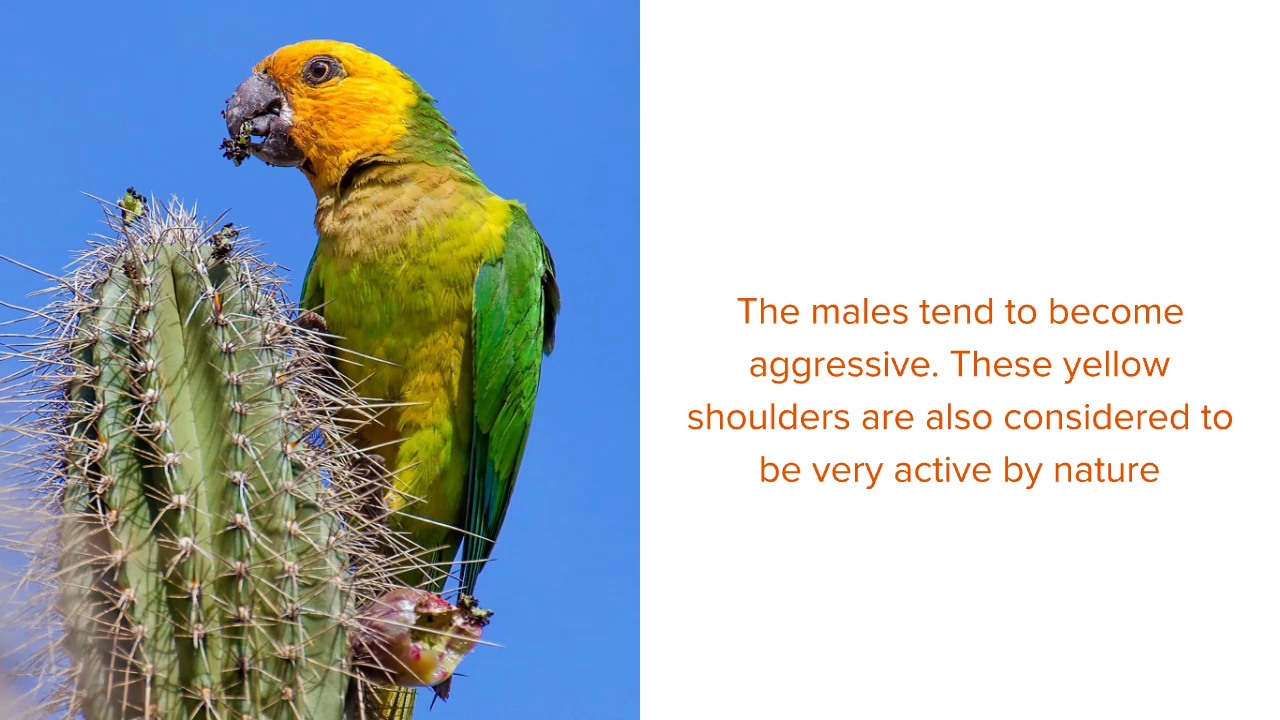 The males tend to become
aggressive. These yellow
shoulders are also considered to
be very active by nature